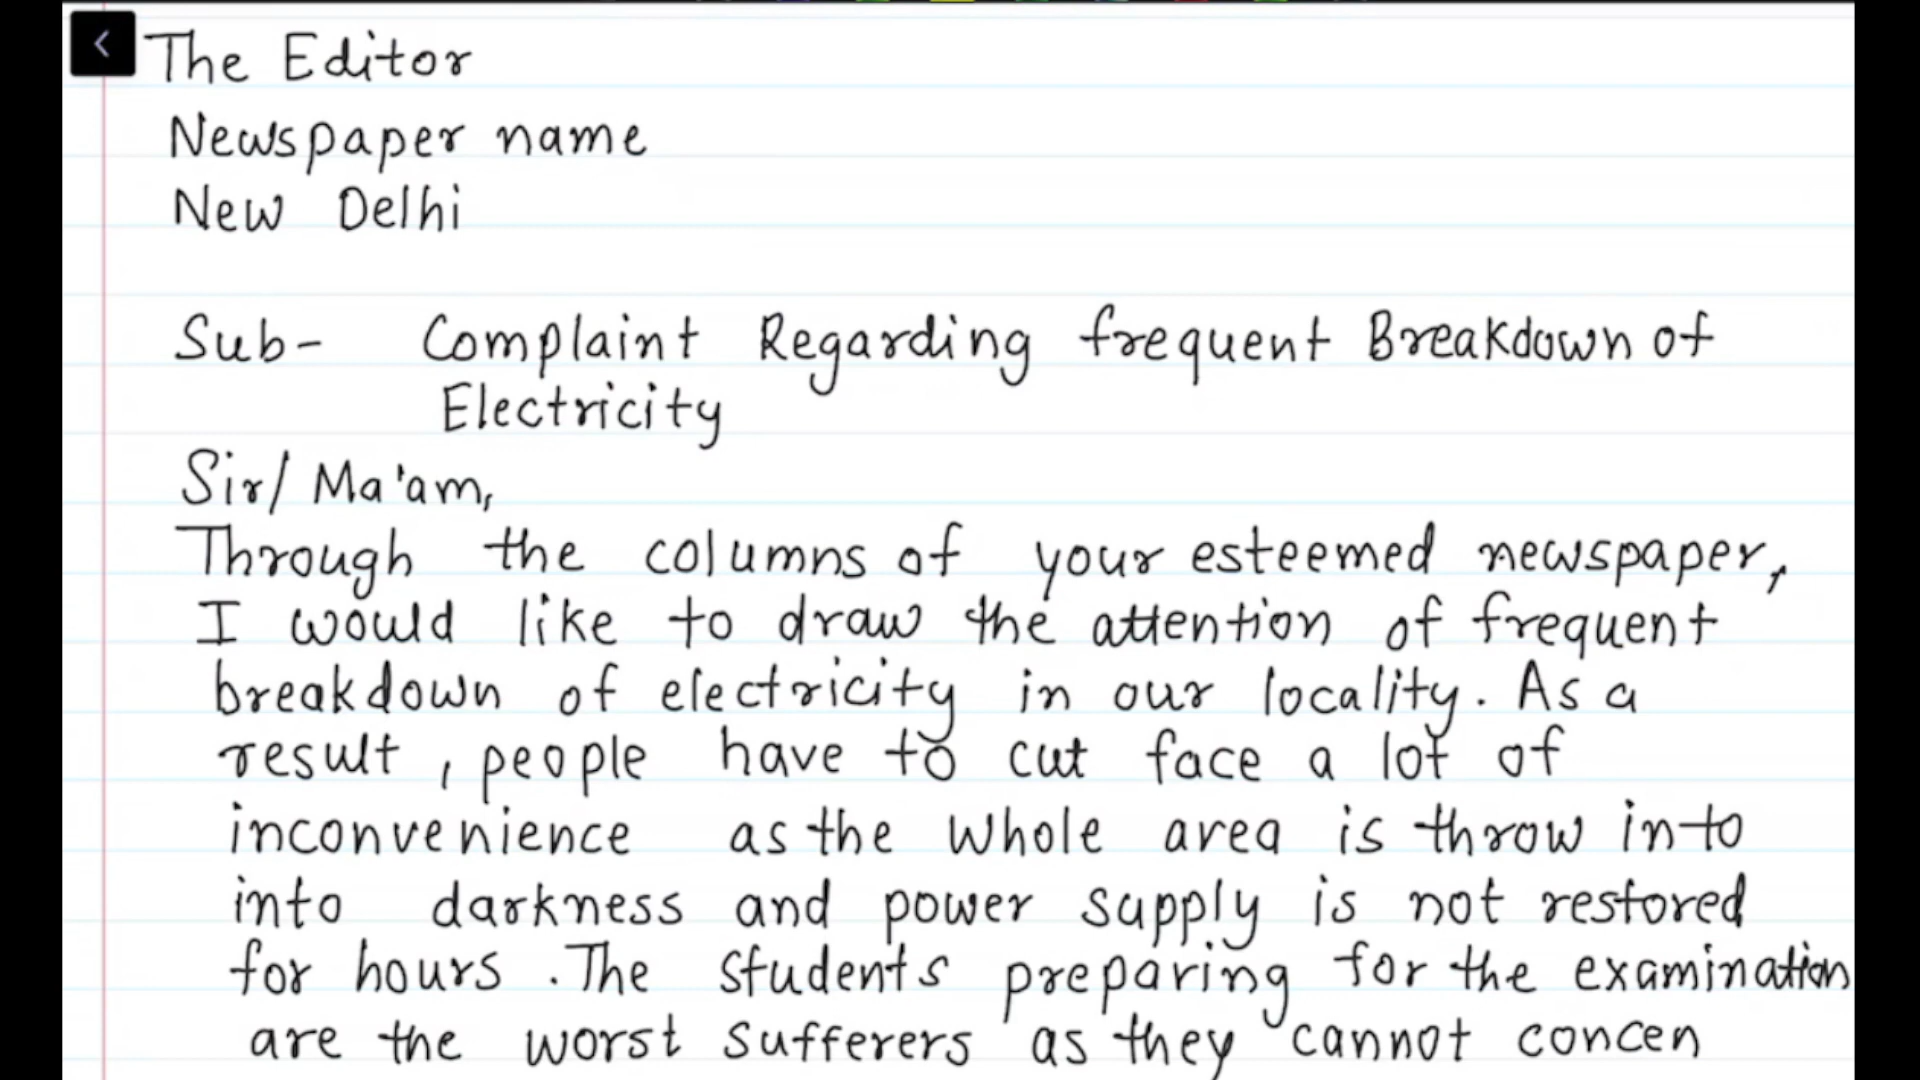 The Editor
Newspaper name
New Delhi
Sub- Complaint Regarding frequent Breakdown of
Electricity
Sir/ Ma'am,
Through the columns of your esteemed newspaper,
I would like to draw the attention of frequent
breakdown of electricity in our locality. As a
result, people have to cut face a lot of
inconvenience as the whole area is throw into
into darkness and power supply is not restored
for hours. The students preparing for the examination
are the worst sufferers as they cannot concen